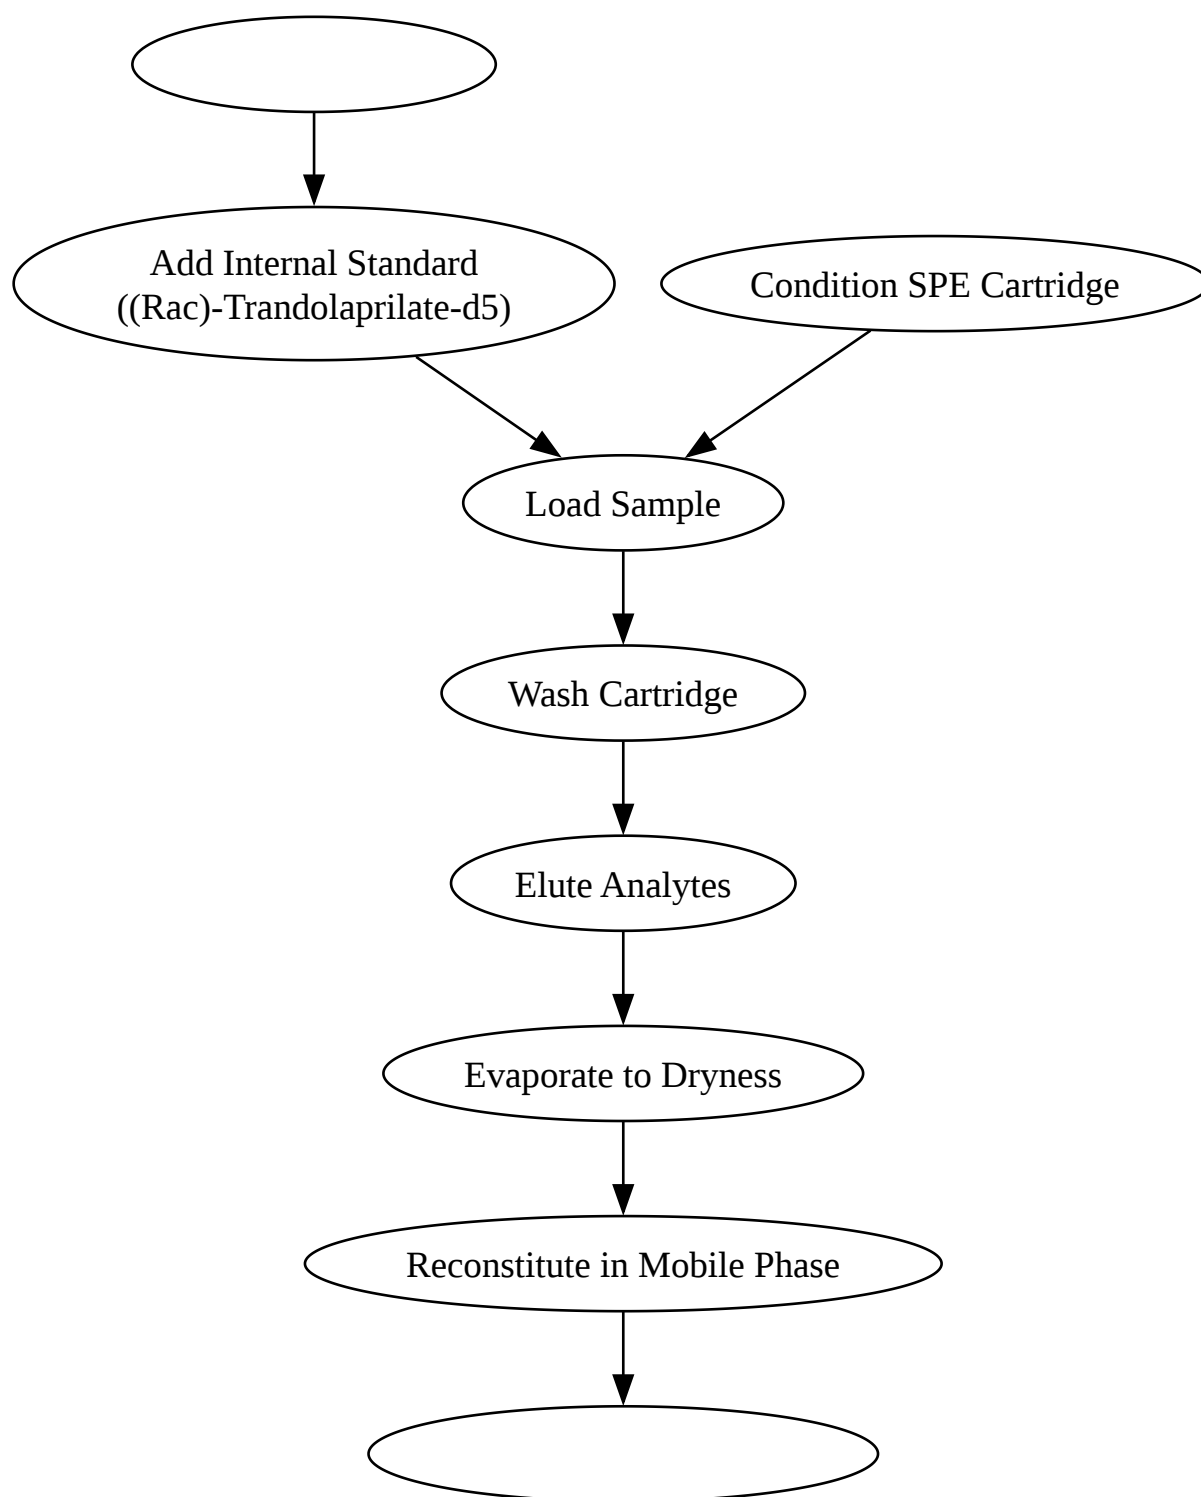 Add Internal Standard
((Rac)-Trandolaprilate-d5)
Condition SPE Cartridge
Load Sample
Wash Cartridge
Elute Analytes
Evaporate to Dryness
Reconstitute in Mobile Phase